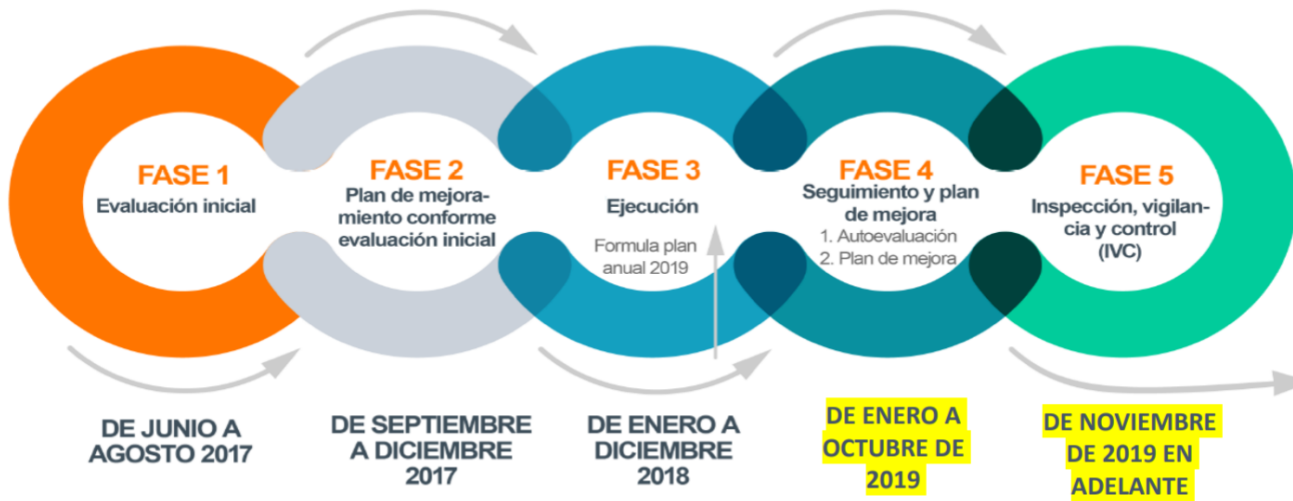 FASE 1
Evaluación inicial
FASE 2
Plan de mejora-
miento conforme
evaluación inicial
FASE 3
Ejecución
Formula plan
anual 2019
FASE 4
Seguimiento y plan
de mejora
1. Autoevaluación
2. Plan de mejora
FASE 5
Inspección, vigilan-
cia y control
(IVC)
DE JUNIO A
AGOSTO 2017
DE SEPTIEMBRE
A DICIEMBRE
2017
DE ENERO A
DICIEMBRE
2018
DE ENERO A
OCTUBRE DE
2019
DE NOVIEMBRE
DE 2019 EN
ADELANTE